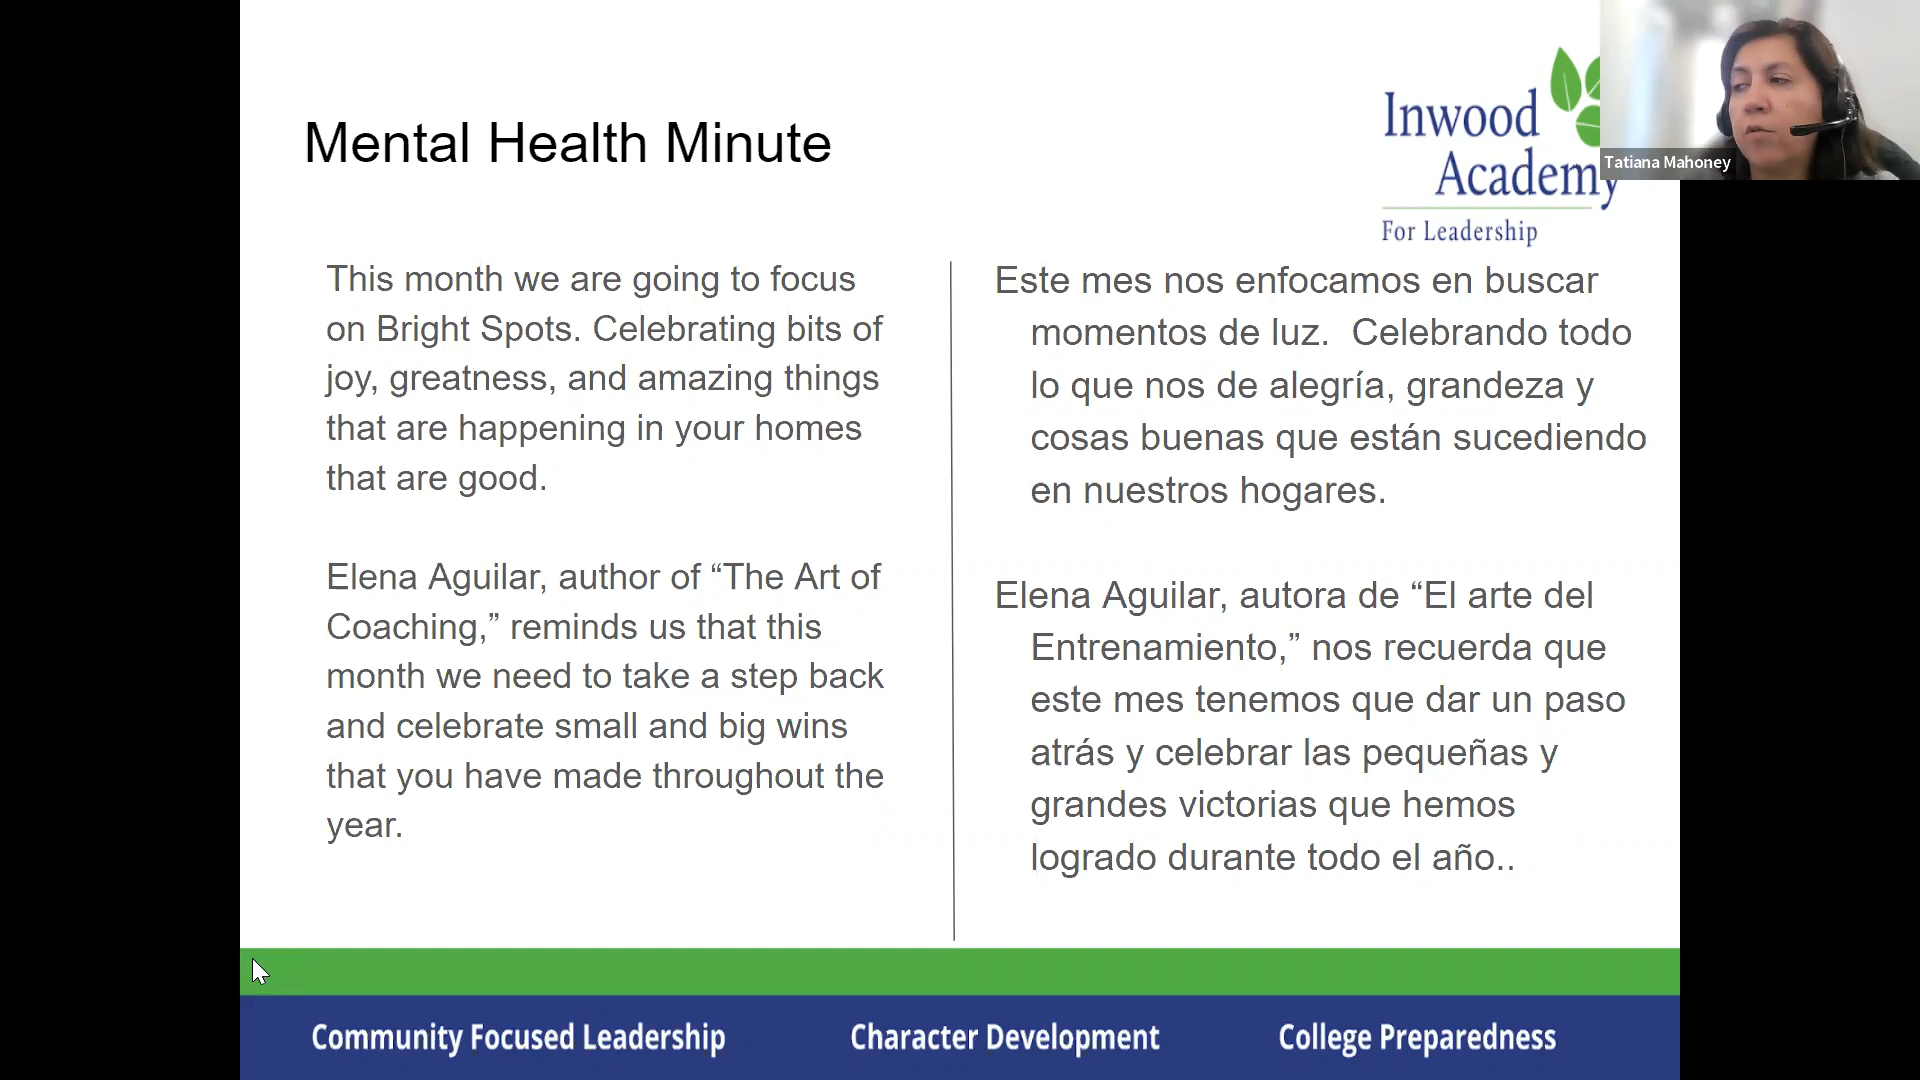 Mental Health Minute
Inwood
Academy
For Leadership
Tatiana Mahoney
This month we are going to focus
on Bright Spots. Celebrating bits of
joy, greatness, and amazing things
that are happening in your homes
that are good.
Elena Aguilar, author of “The Art of
Coaching,” reminds us that this
month we need to take a step back
and celebrate small and big wins
that you have made throughout the
year.
Este mes nos enfocamos en buscar
momentos de luz.  Celebrando todo
lo que nos de alegría, grandeza y
cosas buenas que están sucediendo
en nuestros hogares.
Elena Aguilar, autora de “El arte del
Entrenamiento,” nos recuerda que
este mes tenemos que dar un paso
atrás y celebrar las pequeñas y
grandes victorias que hemos
logrado durante todo el año..
Community Focused Leadership
Character Development
College Preparedness